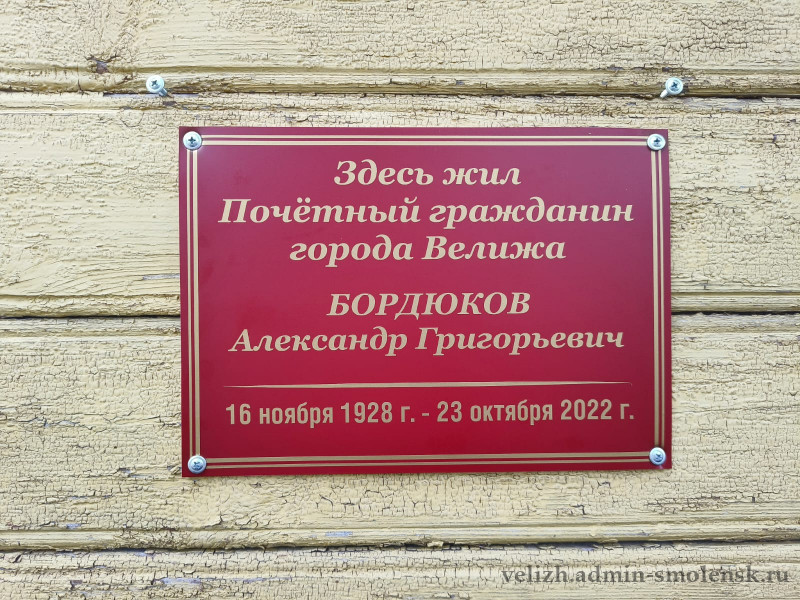 Здесь жил
Почётный гражданин
города Велижа
БОРДЮКОВ
Александр Григорьевич
16 ноября 1928 г. - 23 октября 2022 г.
velizh.admin-smolensk.ru